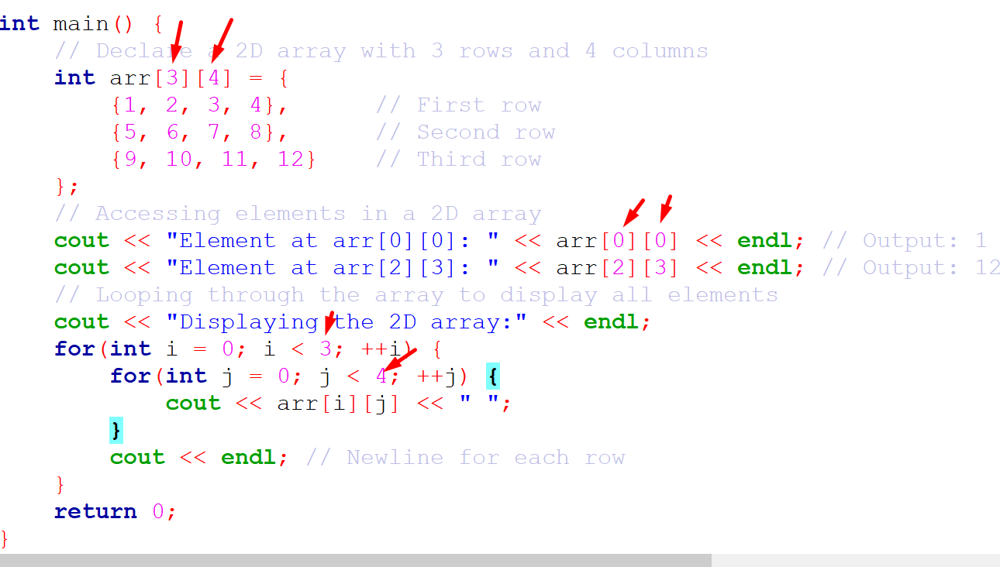 int main() {
    // Declare a 2D array with 3 rows and 4 columns
    int arr[3][4] = {
        {1, 2, 3, 4},      // First row
        {5, 6, 7, 8},      // Second row
        {9, 10, 11, 12}    // Third row
    };
    // Accessing elements in a 2D array
    cout << "Element at arr[0][0]: " << arr[0][0] << endl; // Output: 1
    cout << "Element at arr[2][3]: " << arr[2][3] << endl; // Output: 12
    // Looping through the array to display all elements
    cout << "Displaying the 2D array:" << endl;
    for(int i = 0; i < 3; ++i) {
        for(int j = 0; j < 4; ++j) {
            cout << arr[i][j] << " ";
        }
        cout << endl; // Newline for each row
    }
    return 0;
}